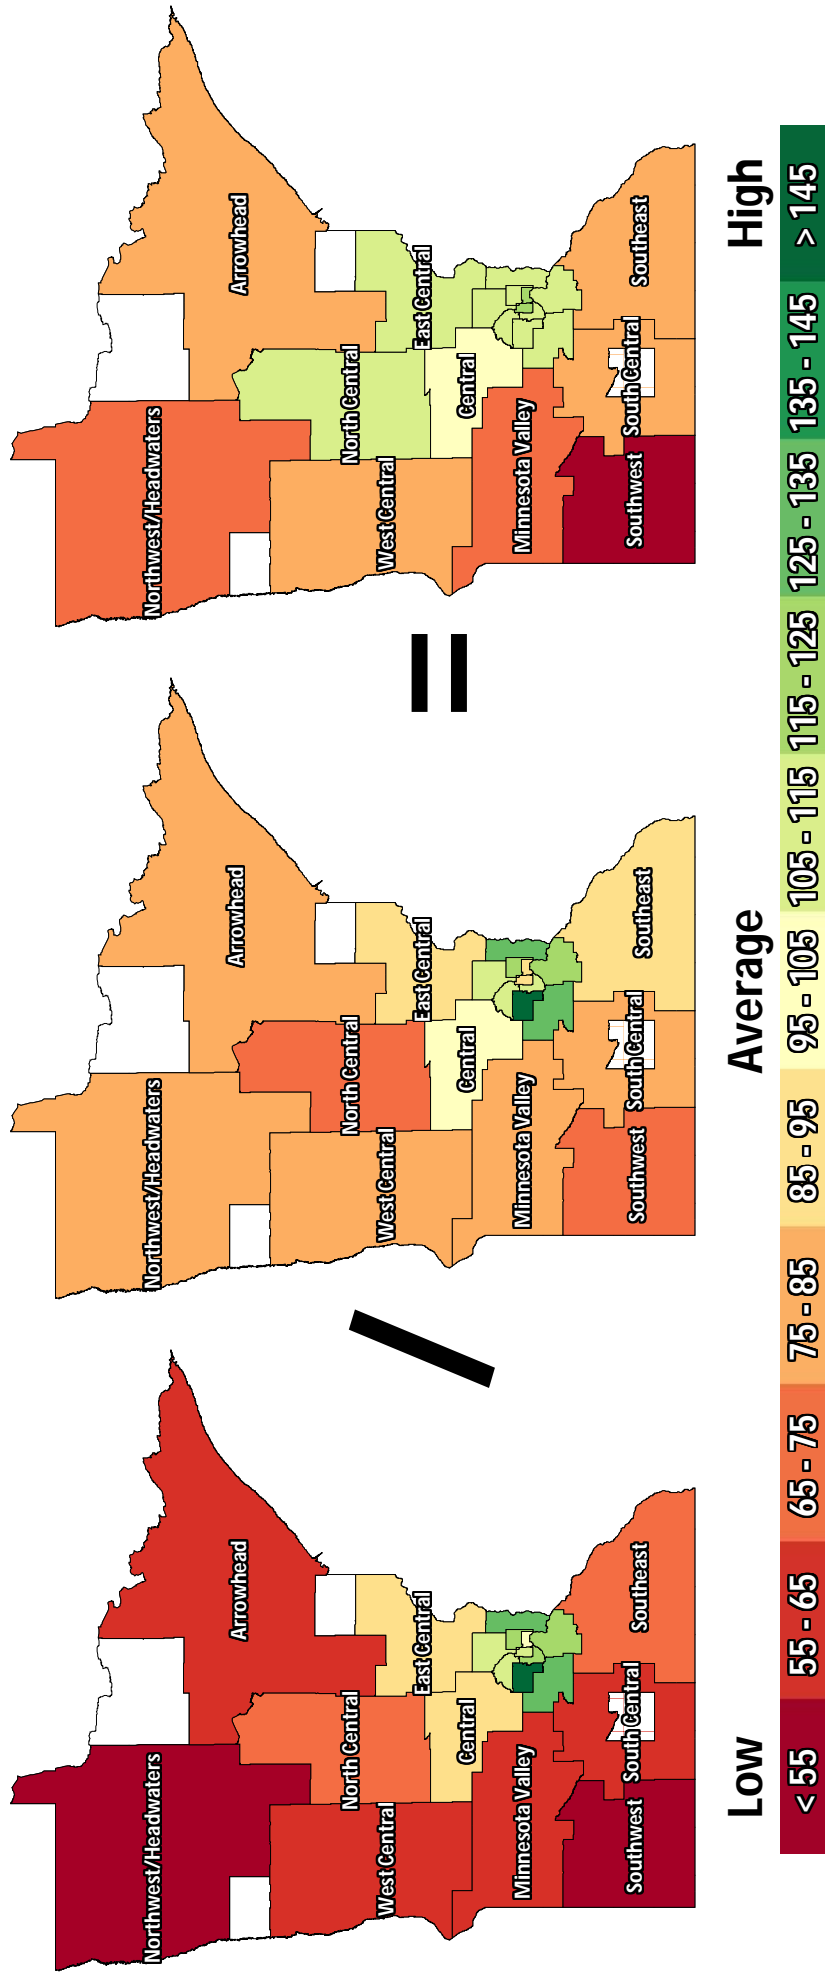 Northwest/Headwaters
Arrowhead
West Central
North Central
East Central
Central
Minnesota Valley
Southwest
South Central
Southeast
Northwest/Headwaters
Arrowhead
West Central
North Central
East Central
Central
Minnesota Valley
Southwest
South Central
Southeast
Northwest/Headwaters
Arrowhead
West Central
North Central
East Central
Central
Minnesota Valley
Southwest
South Central
Southeast
/
=
Low
Average
High
< 55
55 - 65
65 - 75
75 - 85
85 - 95
95 - 105
105 - 115
115 - 125
125 - 135
135 - 145
> 145